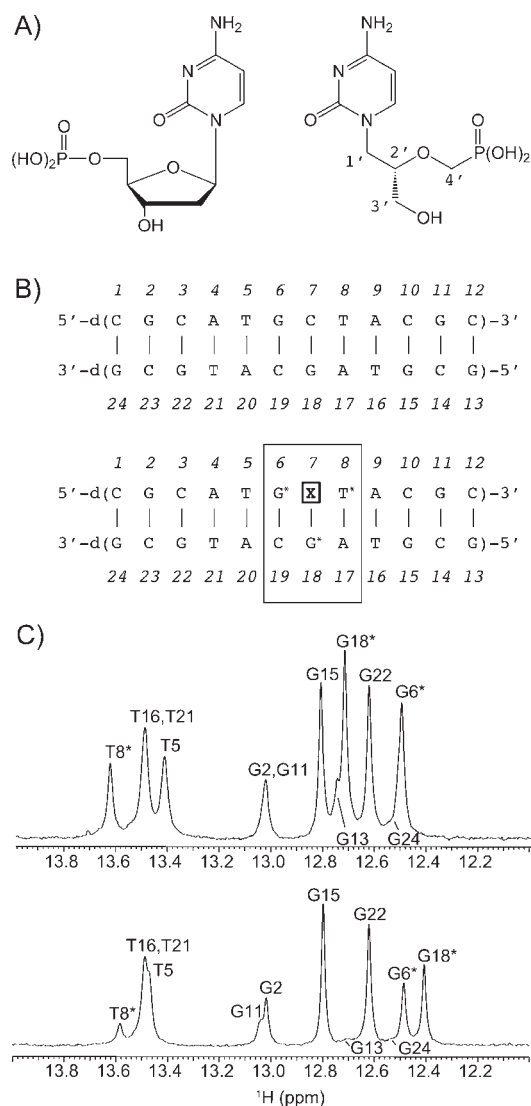 A)
NH₂ NH₂
N N
O N O N
O O P(OH)₂
(HO)₂P O O 1' 2' O 4'
OH 3' OH
B)
1 2 3 4 5 6 7 8 9 10 11 12
5'-d(C G C A T G C T A C G C)-3'
3'-d(G C G T A C G A T G C G)-5'
24 23 22 21 20 19 18 17 16 15 14 13
1 2 3 4 5 6 7 8 9 10 11 12
5'-d(C G C A T G* X T* A C G C)-3'
3'-d(G C G T A C G* A T G C G)-5'
24 23 22 21 20 19 18 17 16 15 14 13
C)
G18*
G15 G22 G6*
T16,T21
T8* T5 G2,G11
G13 G24
13.8 13.6 13.4 13.2 13.0 12.8 12.6 12.4 12.2
G15
G22
T16,T21 G18*
T5 G2 G6*
T8* G11
G13 G24
13.8 13.6 13.4 13.2 13.0 12.8 12.6 12.4 12.2
¹H (ppm)